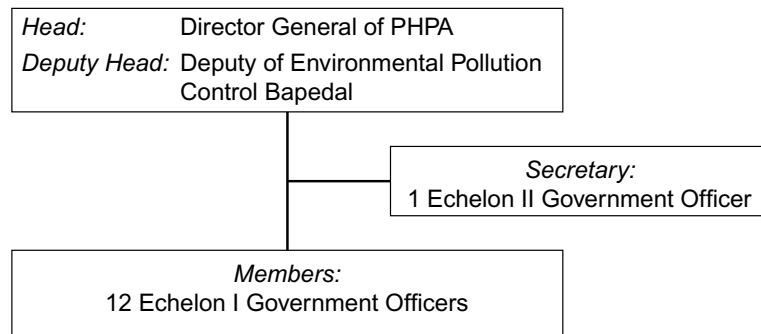 Head: Director General of PHPA
Deputy Head: Deputy of Environmental Pollution
Control Bapedal
Secretary:
1 Echelon II Government Officer
Members:
12 Echelon I Government Officers